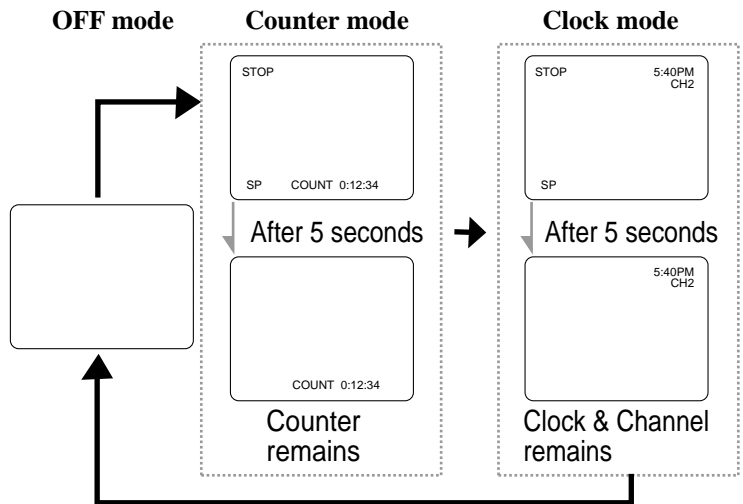 OFF mode
Counter mode
Clock mode
STOP
SP COUNT 0:12:34
After 5 seconds
COUNT 0:12:34
Counter
remains
STOP 5:40PM
CH2
SP
After 5 seconds
5:40PM
CH2
Clock & Channel
remains